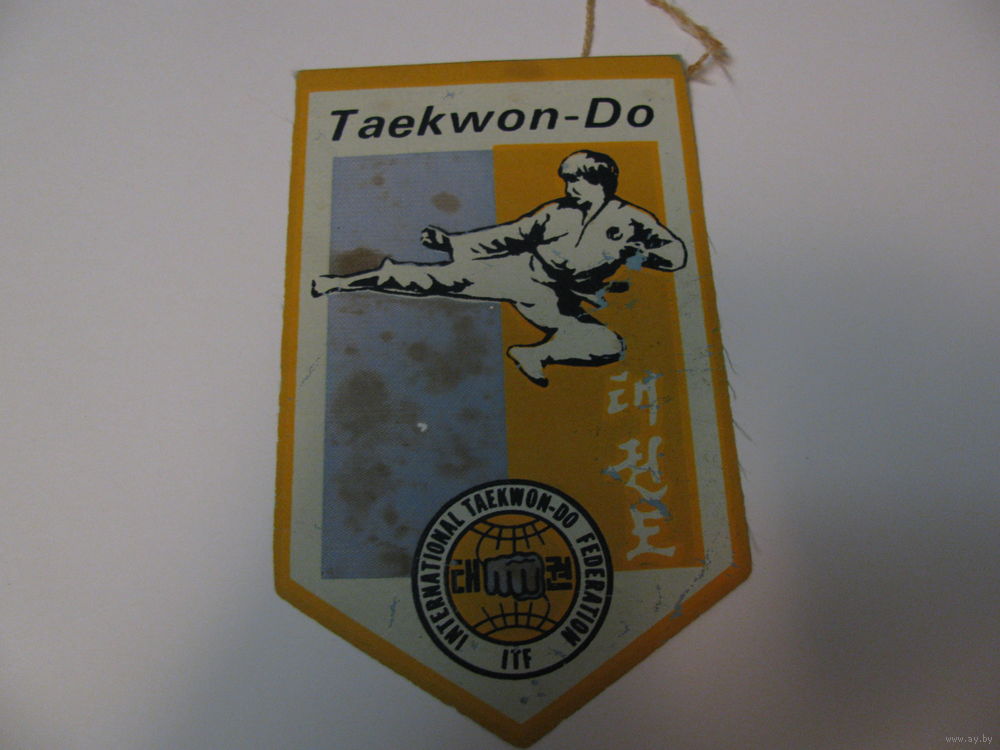 Taekwon-Do
태
권
도
INTERNATIONAL TAEKWON-DO FEDERATION
태 권
ITF
www.ay.by